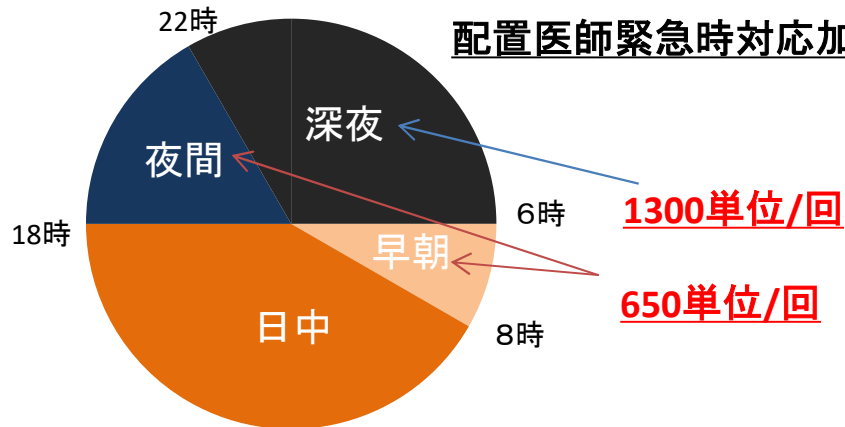 22時
配置医師緊急時対応加
深夜
夜間
1300単位/回
6時
18時
早朝
650単位/回
日中
8時